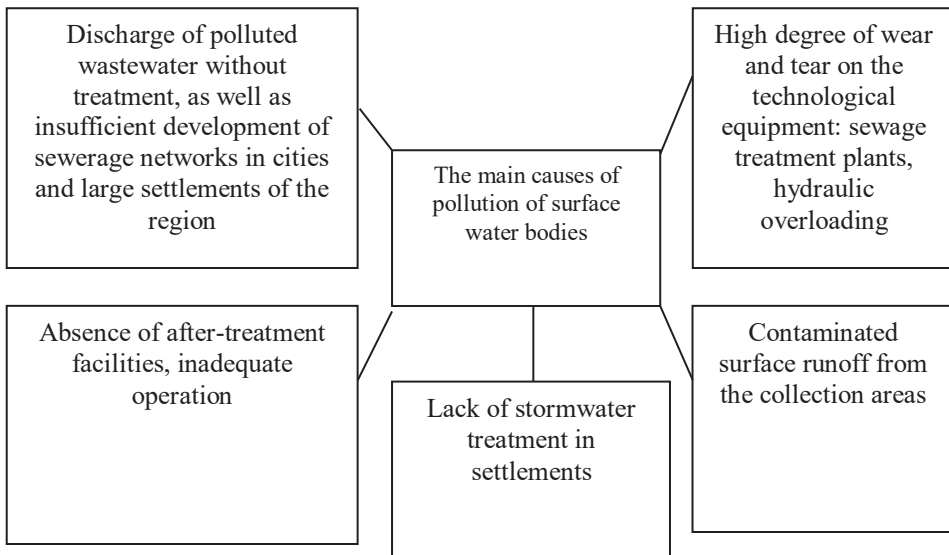 Discharge of polluted
wastewater without
treatment, as well as
insufficient development of
sewerage networks in cities
and large settlements of the
region
The main causes of
pollution of surface
water bodies
High degree of wear
and tear on the
technological
equipment: sewage
treatment plants,
hydraulic
overloading
Absence of after-treatment
facilities, inadequate
operation
Lack of stormwater
treatment in
settlements
Contaminated
surface runoff from
the collection areas